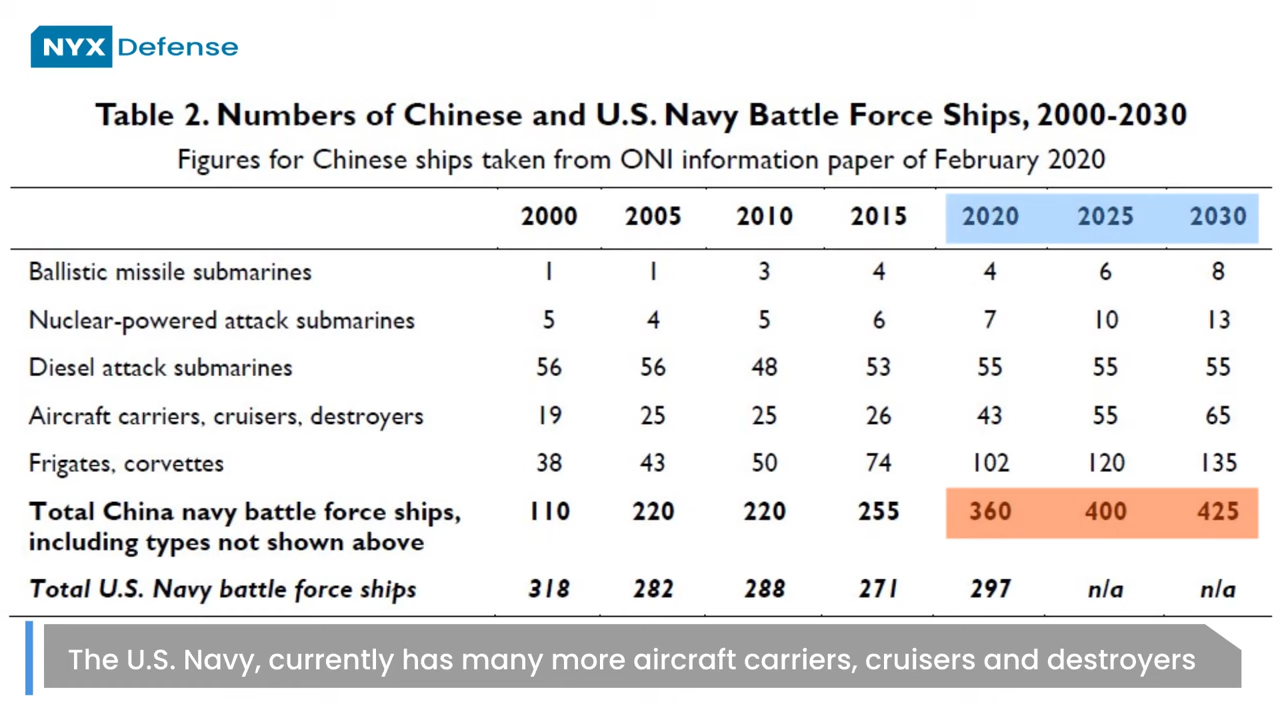 NYX Defense
Table 2. Numbers of Chinese and U.S. Navy Battle Force Ships, 2000-2030
Figures for Chinese ships taken from ONI information paper of February 2020
2000 2005 2010 2015 2020 2025 2030
Ballistic missile submarines 1 1 3 4 4 6 8
Nuclear-powered attack submarines 5 4 5 6 7 10 13
Diesel attack submarines 56 56 48 53 55 55 55
Aircraft carriers, cruisers, destroyers 19 25 25 26 43 55 65
Frigates, corvettes 38 43 50 74 102 120 135
Total China navy battle force ships, 110 220 220 255 360 400 425
including types not shown above
Total U.S. Navy battle force ships 318 282 288 271 297 n/a n/a
The U.S. Navy, currently has many more aircraft carriers, cruisers and destroyers